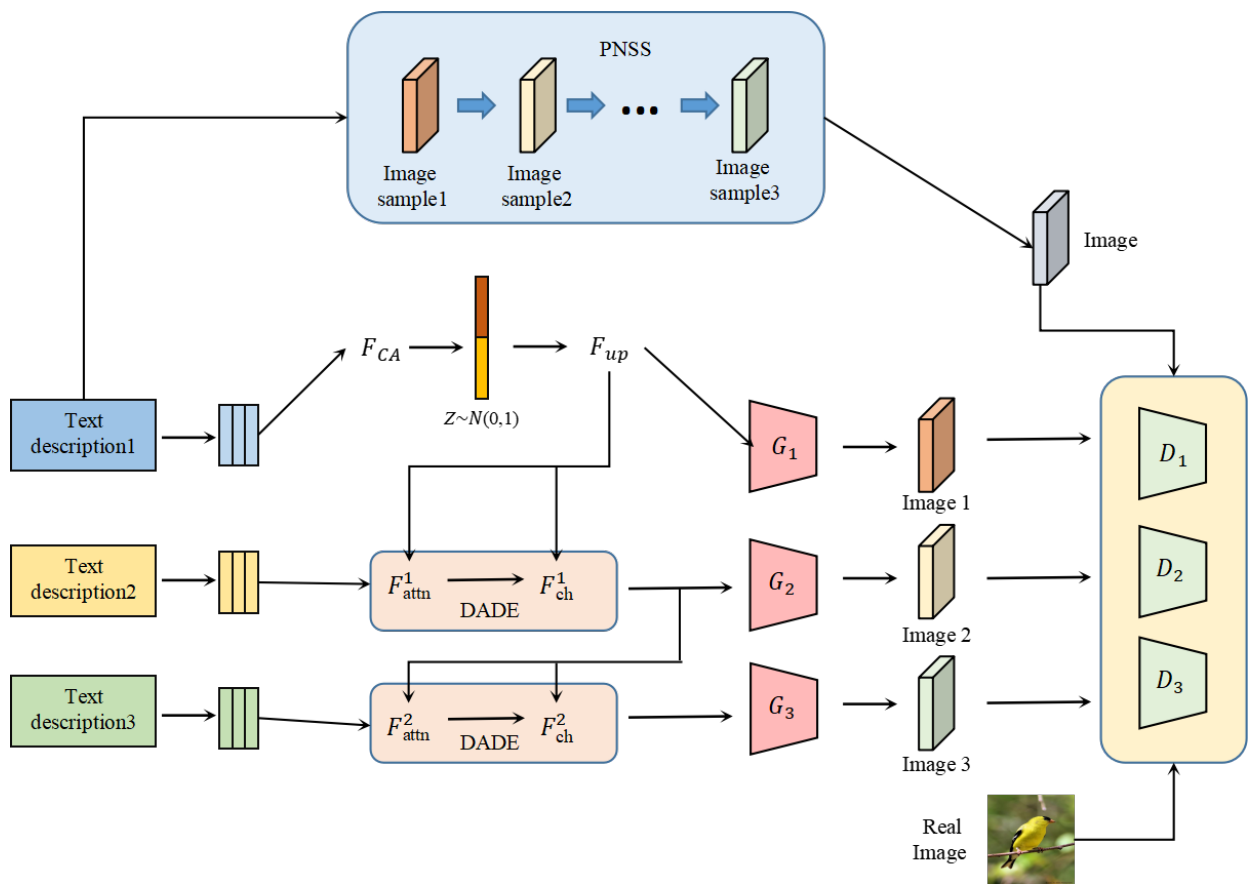 PNSS
Image
sample1
Image
sample2
...
Image
sample3
Image
F_CA
F_up
Z~N(0,1)
Text
description1
G_1
Image 1
D_1
Text
description2
F^1_attn
F^1_ch
DADE
G_2
Image 2
D_2
Text
description3
F^2_attn
F^2_ch
DADE
G_3
Image 3
D_3
Real
Image